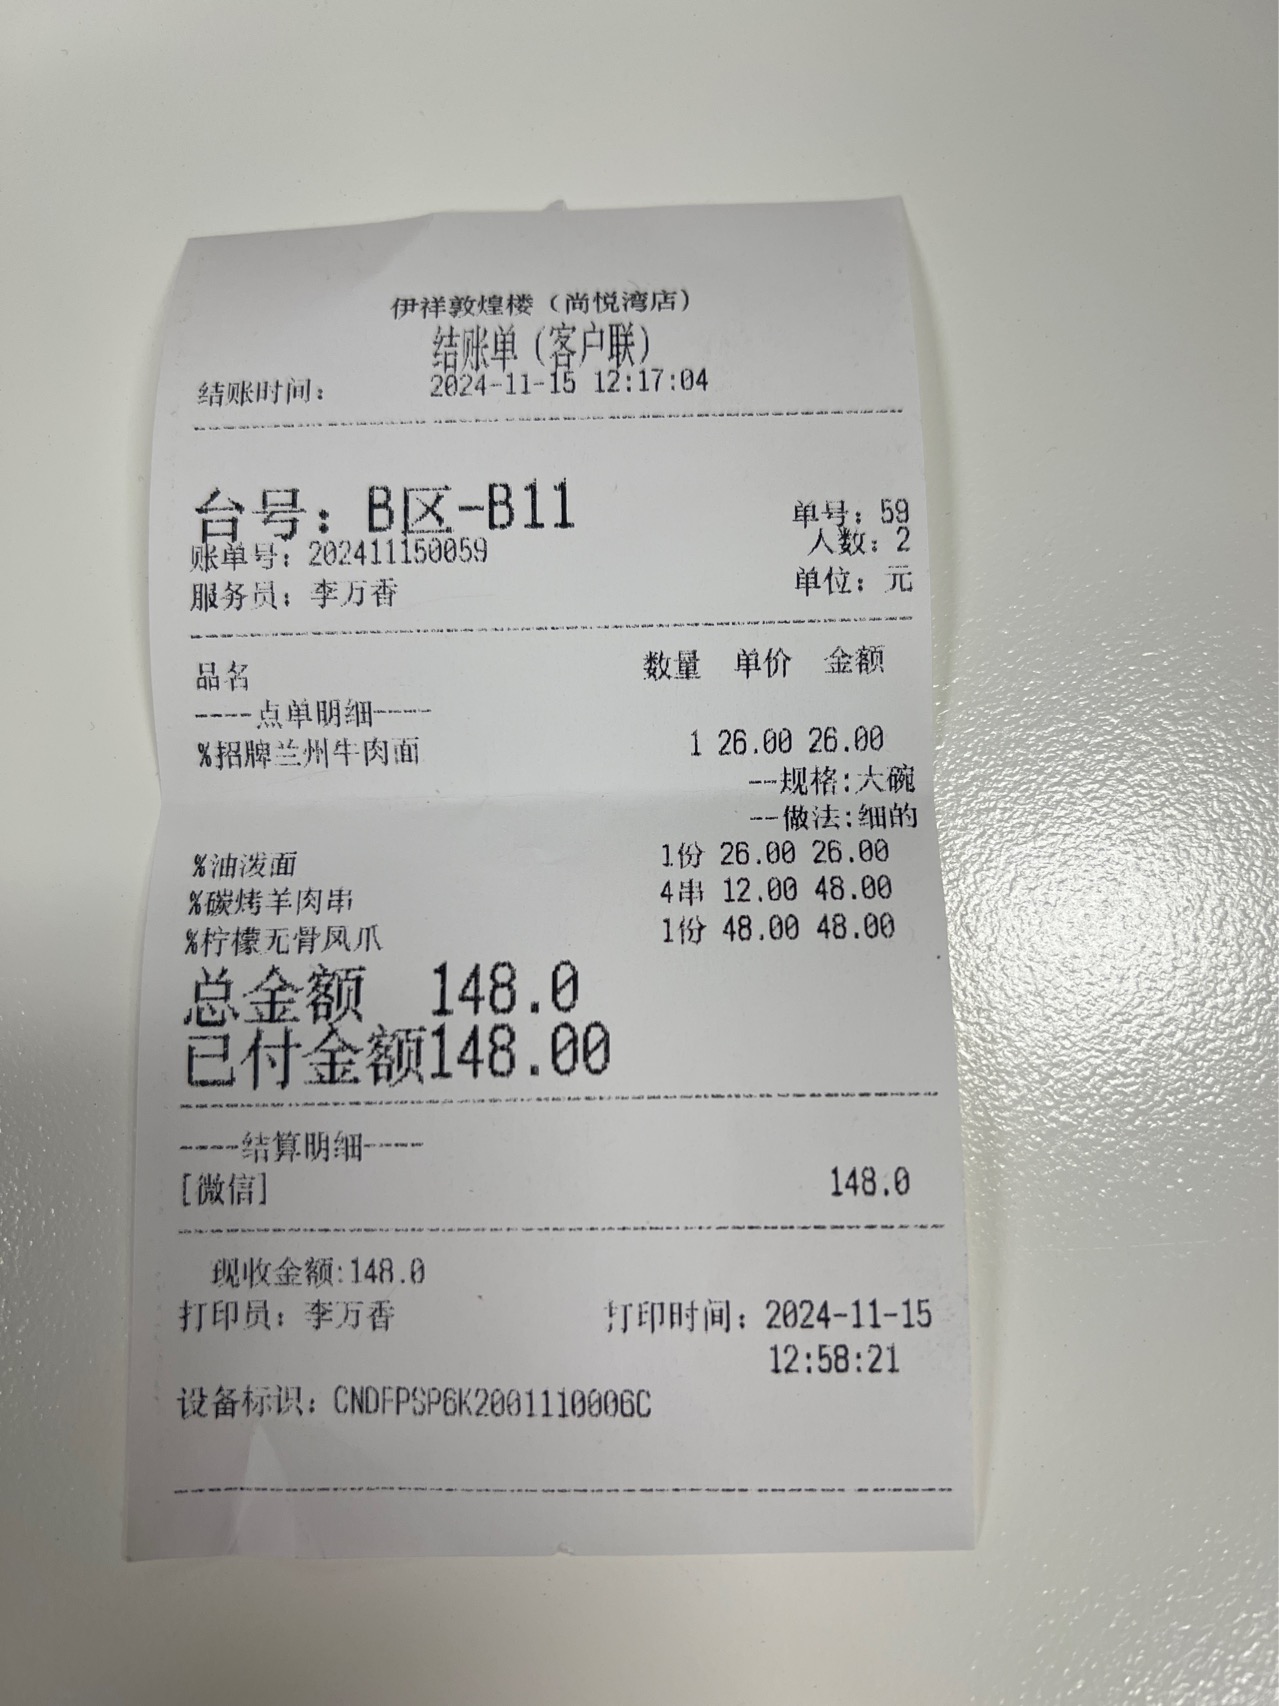 伊祥敦煌楼（尚悦湾店）
结账单（客户联）
结账时间： 2024-11-15 12:17:04
台号：B区-B11 单号：59
账单号：202411150059 人数：2
服务员：李万香 单位：元
品名 数量 单价 金额
----点单明细----
%招牌兰州牛肉面 1 26.00 26.00
--规格:大碗
--做法:细的
%油泼面 1份 26.00 26.00
%碳烤羊肉串 4串 12.00 48.00
%柠檬无骨凤爪 1份 48.00 48.00
总金额 148.0
已付金额148.00
----结算明细----
[微信] 148.0
现收金额:148.0
打印员：李万香 打印时间：2024-11-15
12:58:21
设备标识：CNDFPSP6K2001110006C